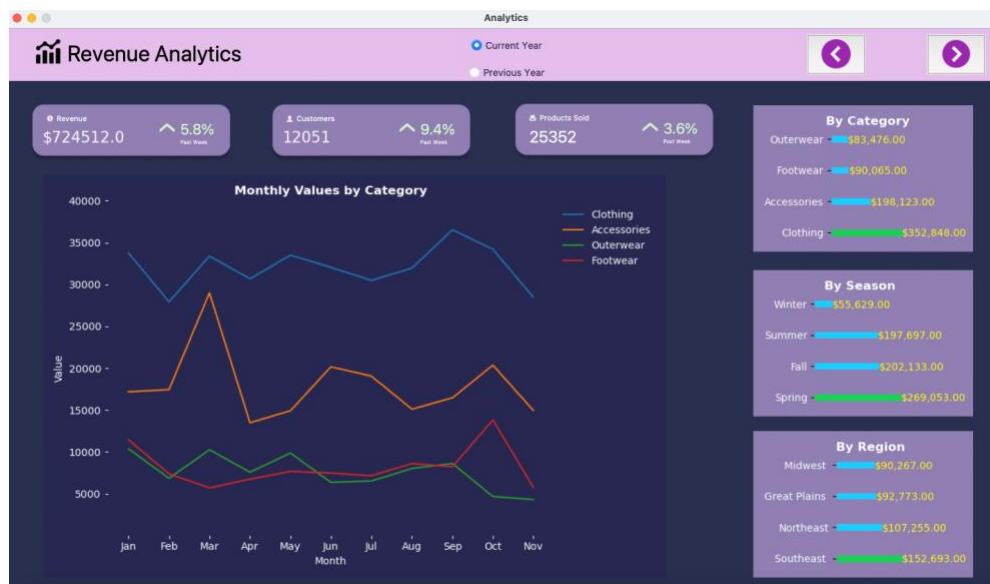 Analytics
Revenue Analytics
Current Year
Previous Year
Revenue
$724512.0
5.8%
Past Week
Customers
12051
9.4%
Past Week
Products Sold
25352
3.6%
Past Week
Monthly Values by Category
40000
35000
30000
25000
20000
15000
10000
5000
Value
Jan Feb Mar Apr May Jun Jul Aug Sep Oct Nov
Month
Clothing
Accessories
Outerwear
Footwear
By Category
Outerwear $83,476.00
Footwear $90,065.00
Accessories $198,123.00
Clothing $352,848.00
By Season
Winter $55,629.00
Summer $197,697.00
Fall $202,133.00
Spring $269,053.00
By Region
Midwest $90,267.00
Great Plains $92,773.00
Northeast $107,255.00
Southeast $152,693.00